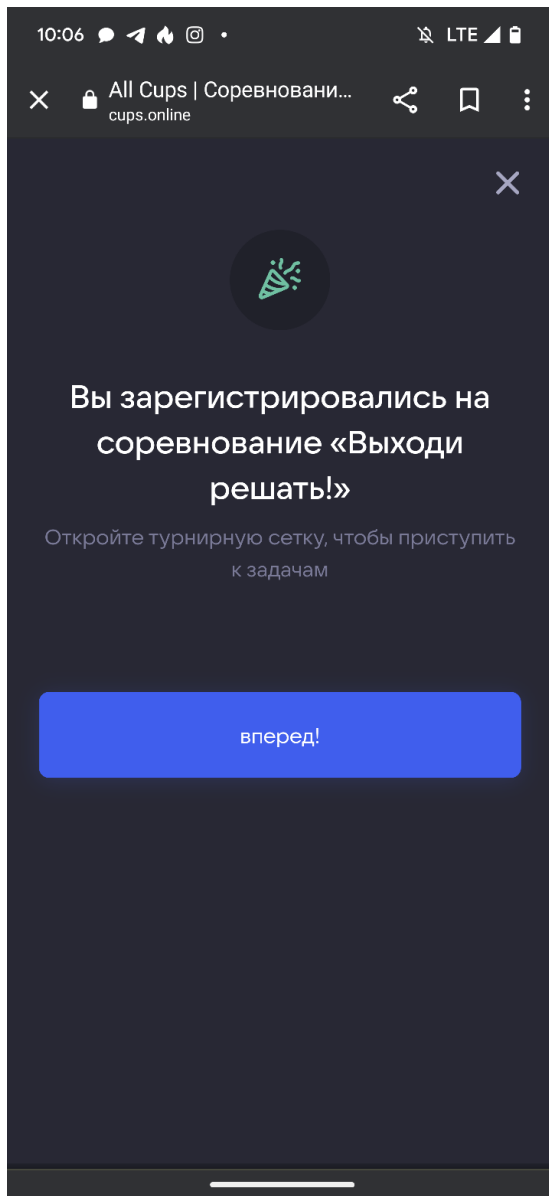 10:06 LTE
All Cups | Соревновани...
cups.online
Вы зарегистрировались на
соревнование «Выходи
решать!»
Откройте турнирную сетку, чтобы приступить
к задачам
вперед!